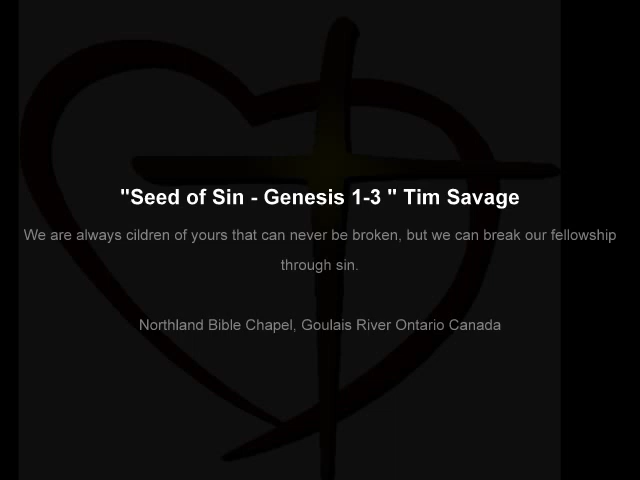 "Seed of Sin - Genesis 1-3 " Tim Savage
We are always cildren of yours that can never be broken, but we can break our fellowship
through sin.
Northland Bible Chapel, Goulais River Ontario Canada